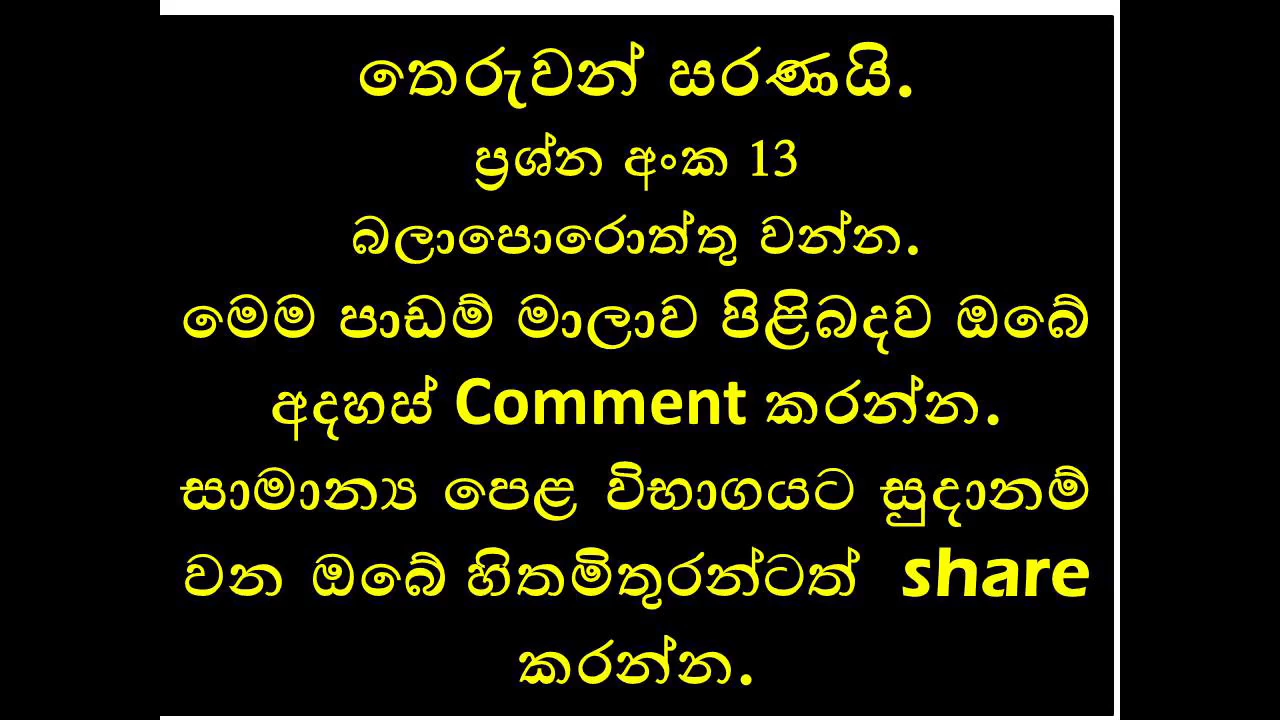 තෙරුවන් සරණයි.
ප්‍රශ්න අංක 13
බලාපොරොත්තු වන්න.
මෙම පාඩම් මාලාව පිළිබදව ඔබේ
අදහස් Comment කරන්න.
සාමාන්‍ය පෙළ විභාගයට සුදානම්
වන ඔබේ හිතමිතුරන්ටත් share
කරන්න.